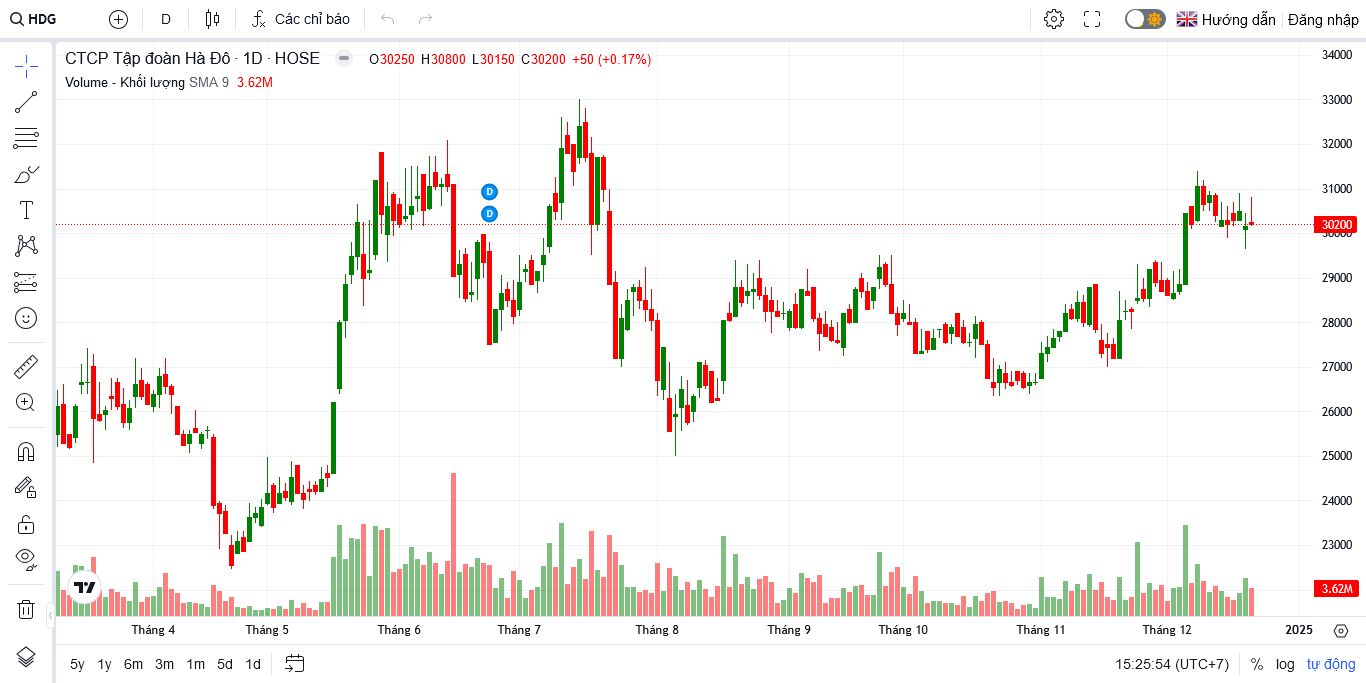 HDG D Các chỉ báo Hướng dẫn Đăng nhập
CTCP Tập đoàn Hà Đô · 1D · HOSE O30250 H30800 L30150 C30200 +50 (+0.17%)
Volume - Khối lượng SMA 9 3.62M
34000
33000
32000
31000
D
D
30200
30000
29000
28000
27000
26000
25000
24000
23000
3.62M
Tháng 4 Tháng 5 Tháng 6 Tháng 7 Tháng 8 Tháng 9 Tháng 10 Tháng 11 Tháng 12 2025
5y 1y 6m 3m 1m 5d 1d 15:25:54 (UTC+7) % log tự động